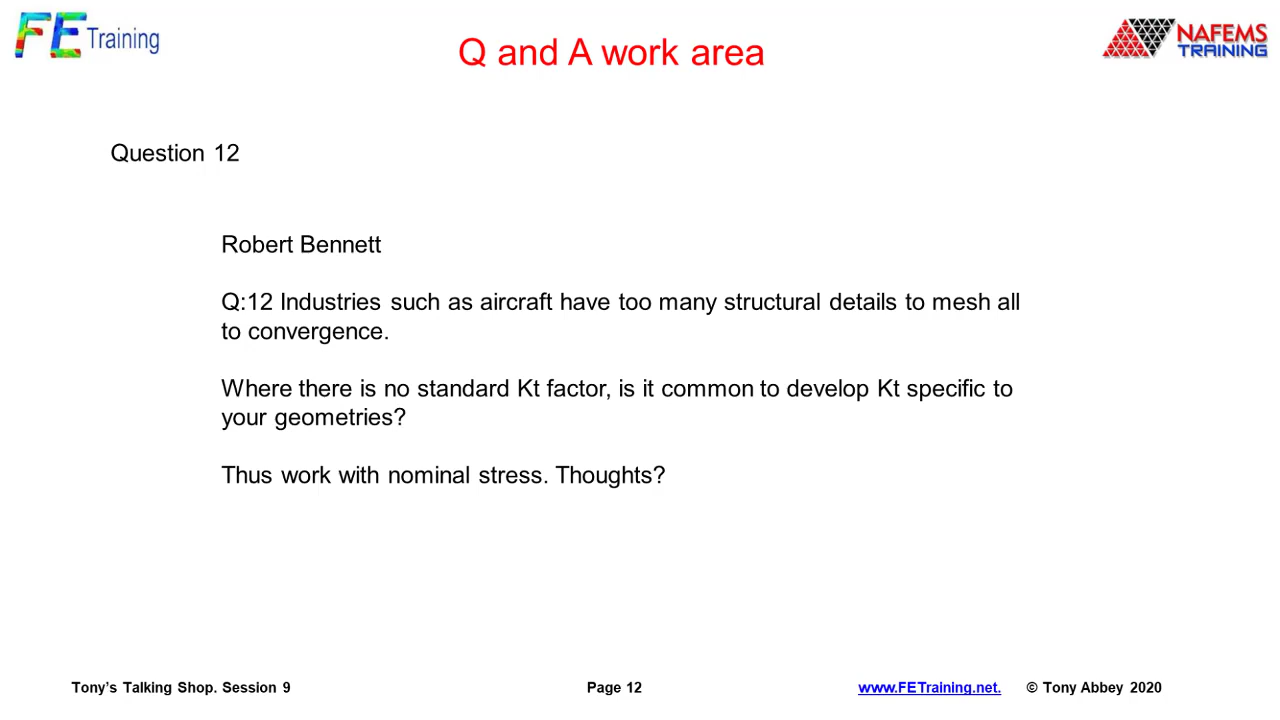 FE Training
NAFEMS
TRAINING
Q and A work area
Question 12
Robert Bennett
Q:12 Industries such as aircraft have too many structural details to mesh all
to convergence.
Where there is no standard Kt factor, is it common to develop Kt specific to
your geometries?
Thus work with nominal stress. Thoughts?
Tony's Talking Shop. Session 9
Page 12
www.FETraining.net.
© Tony Abbey 2020